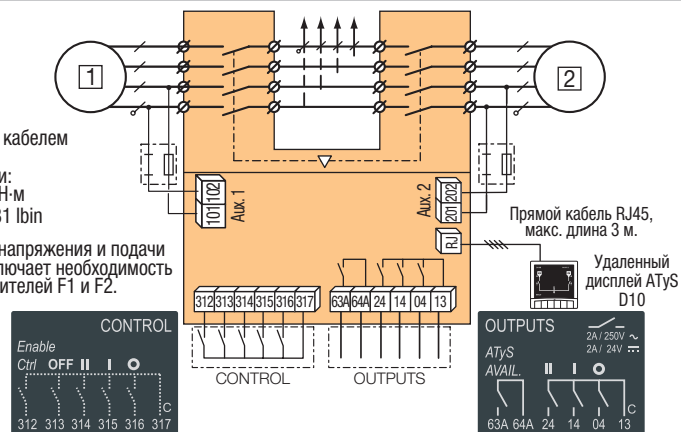 1
2
кабелем
и:
Н·м
31 lbin
напряжения и подачи
лючает необходимость
ителей F1 и F2.
101 102
Aux. 1
Aux. 2
201 202
RJ
Прямой кабель RJ45,
макс. длина 3 м.
Удаленный
дисплей ATyS
D10
312 313 314 315 316 317
63A 64A 24 14 04 13
CONTROL
OUTPUTS
CONTROL
Enable
Ctrl OFF II I O
C
312 313 314 315 316 317
OUTPUTS
2A / 250V ~
2A / 24V ⎓
ATyS
AVAIL. II I O
C
63A 64A 24 14 04 13